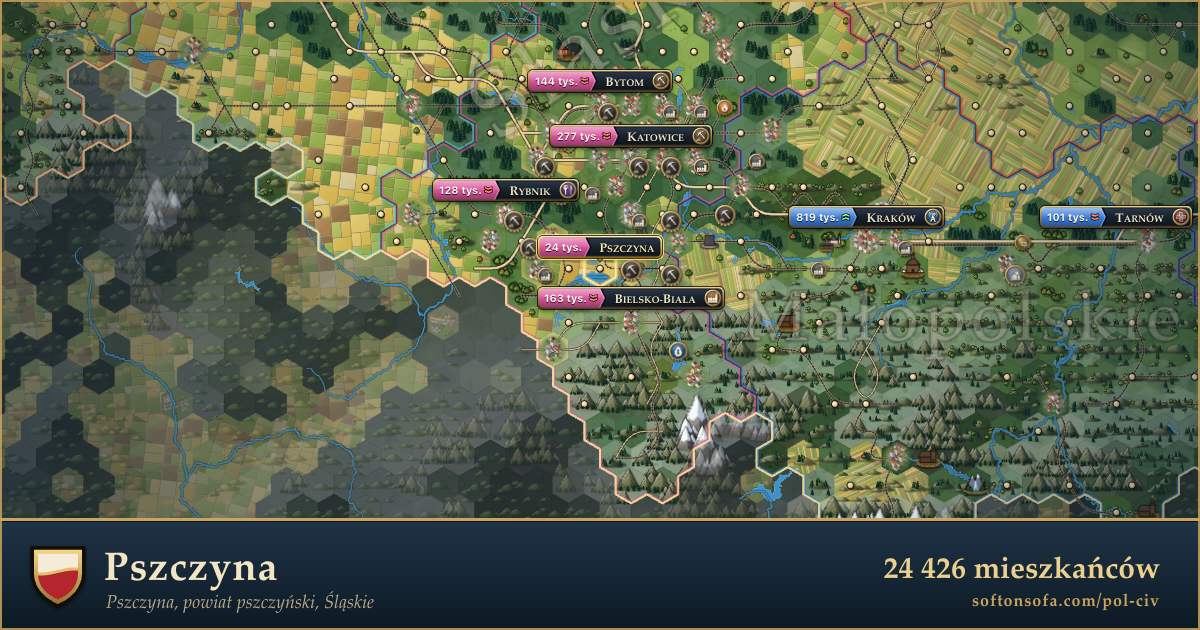 144 tys. Bytom
277 tys. Katowice
128 tys. Rybnik
819 tys. Kraków
101 tys. Tarnów
24 tys. Pszczyna
163 tys. Bielsko-Biała
Małopolskie
Pszczyna
24 426 mieszkańców
Pszczyna, powiat pszczyński, Śląskie
softonsofa.com/pol-civ